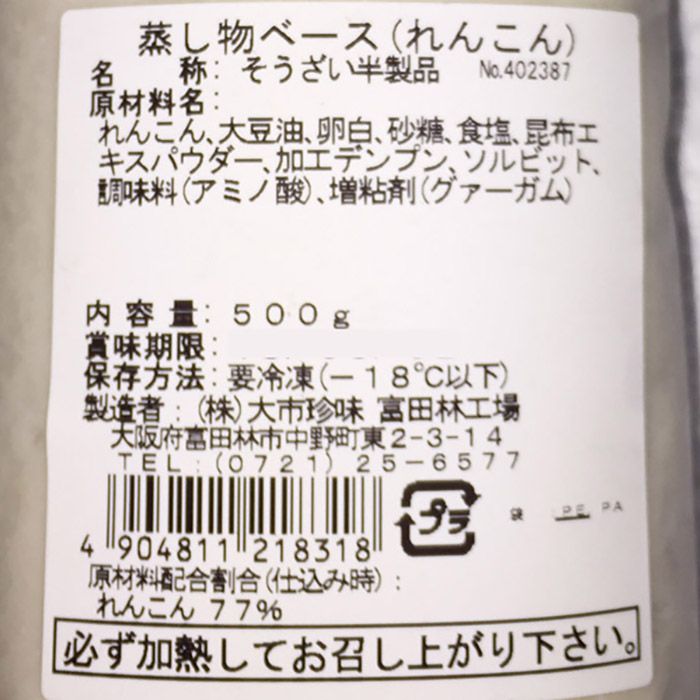 蒸し物ベース(れんこん)
名　　称: そうざい半製品　No.402387
原材料名:
れんこん、大豆油、卵白、砂糖、食塩、昆布エ
キスパウダー、加工デンプン、ソルビット、
調味料(アミノ酸)、増粘剤(グァーガム)
内 容 量: 500g
賞味期限:
保存方法: 要冷凍(-18℃以下)
製造者: (株)大市珍味 富田林工場
大阪府富田林市中野町東2-3-14
TEL:(0721)25-6577
プラ 袋 :PE, PA
4 904811 218318
原材料配合割合(仕込み時):
れんこん 77%
必ず加熱してお召し上がり下さい。